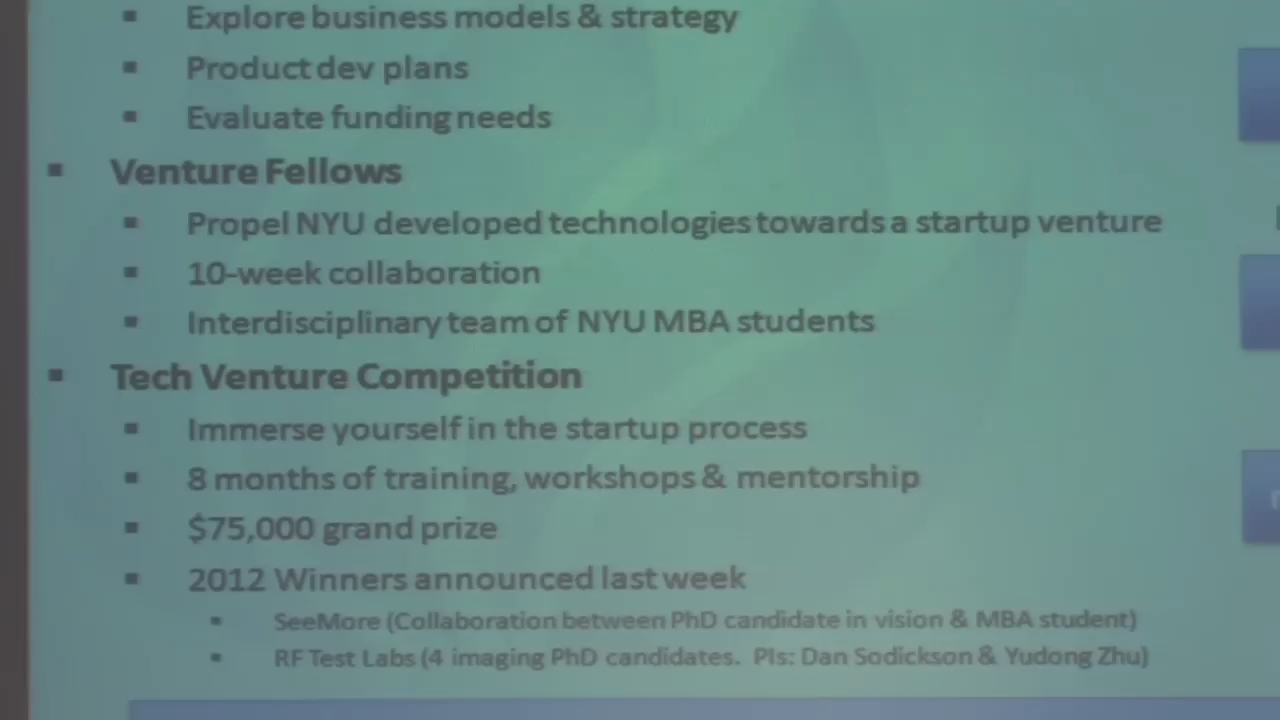 Explore business models & strategy
Product dev plans
Evaluate funding needs
Venture Fellows
Propel NYU developed technologies towards a startup venture
10-week collaboration
Interdisciplinary team of NYU MBA students
Tech Venture Competition
Immerse yourself in the startup process
8 months of training, workshops & mentorship
$75,000 grand prize
2012 Winners announced last week
SeeMore (Collaboration between PhD candidate in vision & MBA student)
RF Test Labs (4 imaging PhD candidates. PIs: Dan Sodickson & Yudong Zhu)